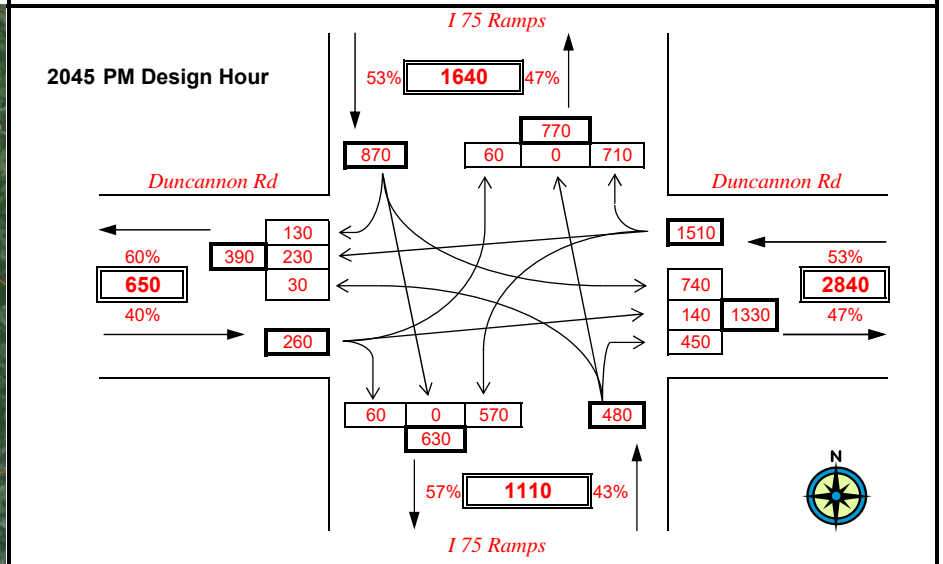 I 75 Ramps
2045 PM Design Hour
53% 1640 47%
770
870 60 0 710
Duncannon Rd Duncannon Rd
130 1510
60% 390 230 53%
650 30 740 2840
40% 140 1330 47%
260 450
60 0 570 480
630
57% 1110 43%
N
I 75 Ramps